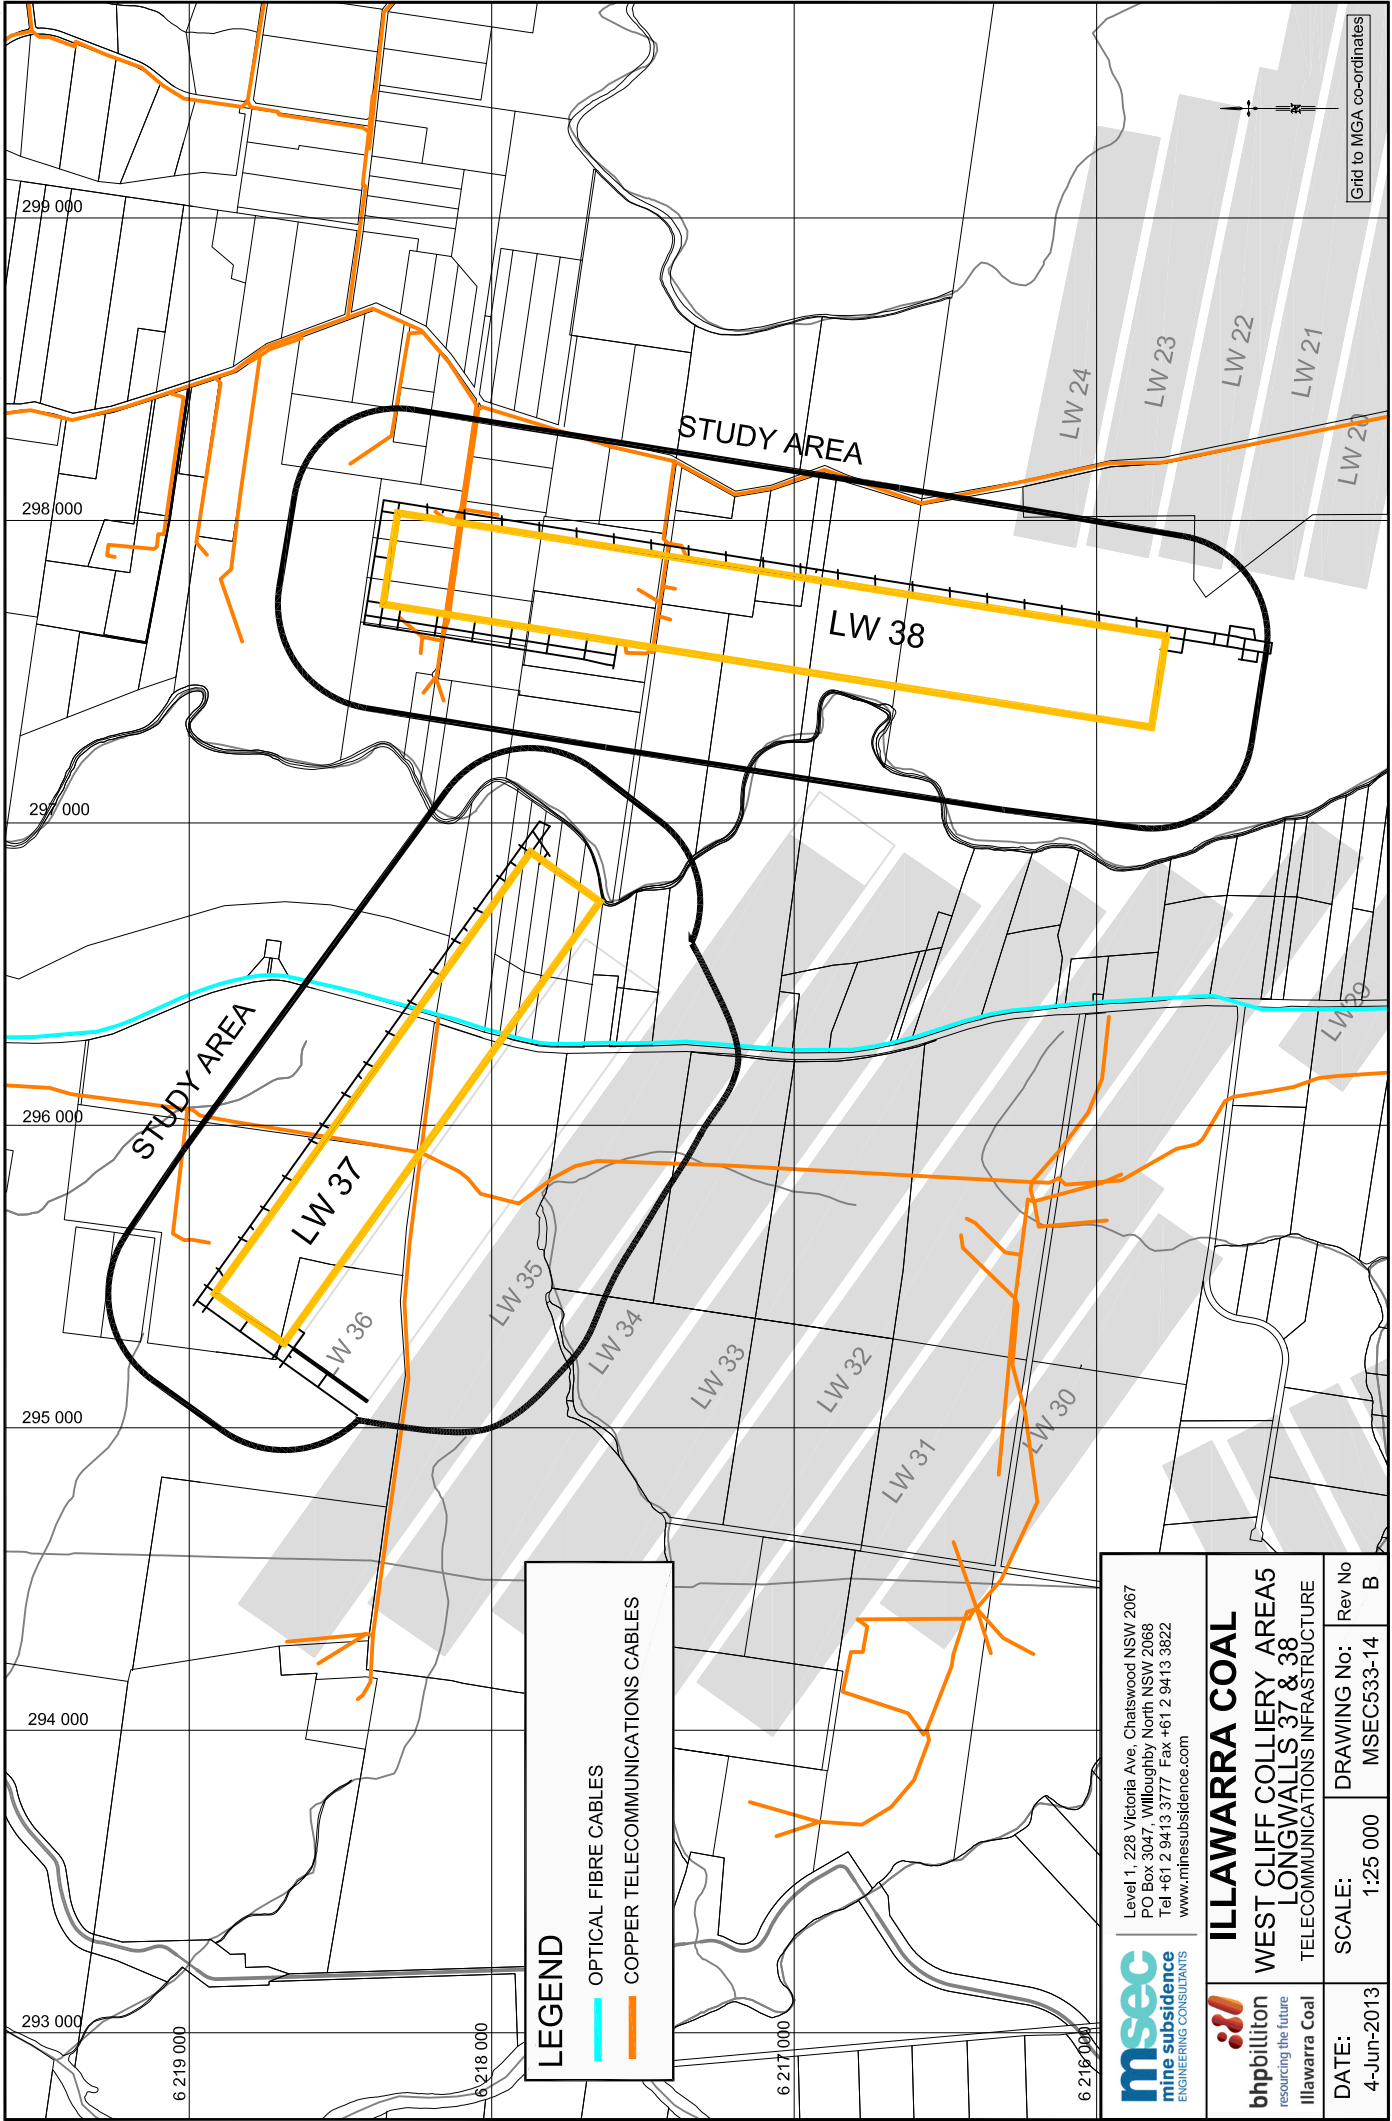 Grid to MGA co-ordinates
299 000
298 000
297 000
296 000
295 000
294 000
293 000
6 219 000
6 218 000
6 217 000
6 216 000
STUDY AREA
STUDY AREA
LW 37
LW 38
LW 20
LW 21
LW 22
LW 23
LW 24
LW 29
LW 30
LW 31
LW 32
LW 33
LW 34
LW 35
LW 36
LEGEND
OPTICAL FIBRE CABLES
COPPER TELECOMMUNICATIONS CABLES
msec
mine subsidence
ENGINEERING CONSULTANTS
Level 1, 228 Victoria Ave, Chatswood NSW 2067
PO Box 3047, Willoughby North NSW 2068
Tel +61 2 9413 3777 Fax +61 2 9413 3822
www.minesubsidence.com
bhpbilliton
resourcing the future
Illawarra Coal
ILLAWARRA COAL
WEST CLIFF COLLIERY AREA5
LONGWALLS 37 & 38
TELECOMMUNICATIONS INFRASTRUCTURE
DATE:
4-Jun-2013
SCALE:
1:25 000
DRAWING No:
MSEC533-14
Rev No
B